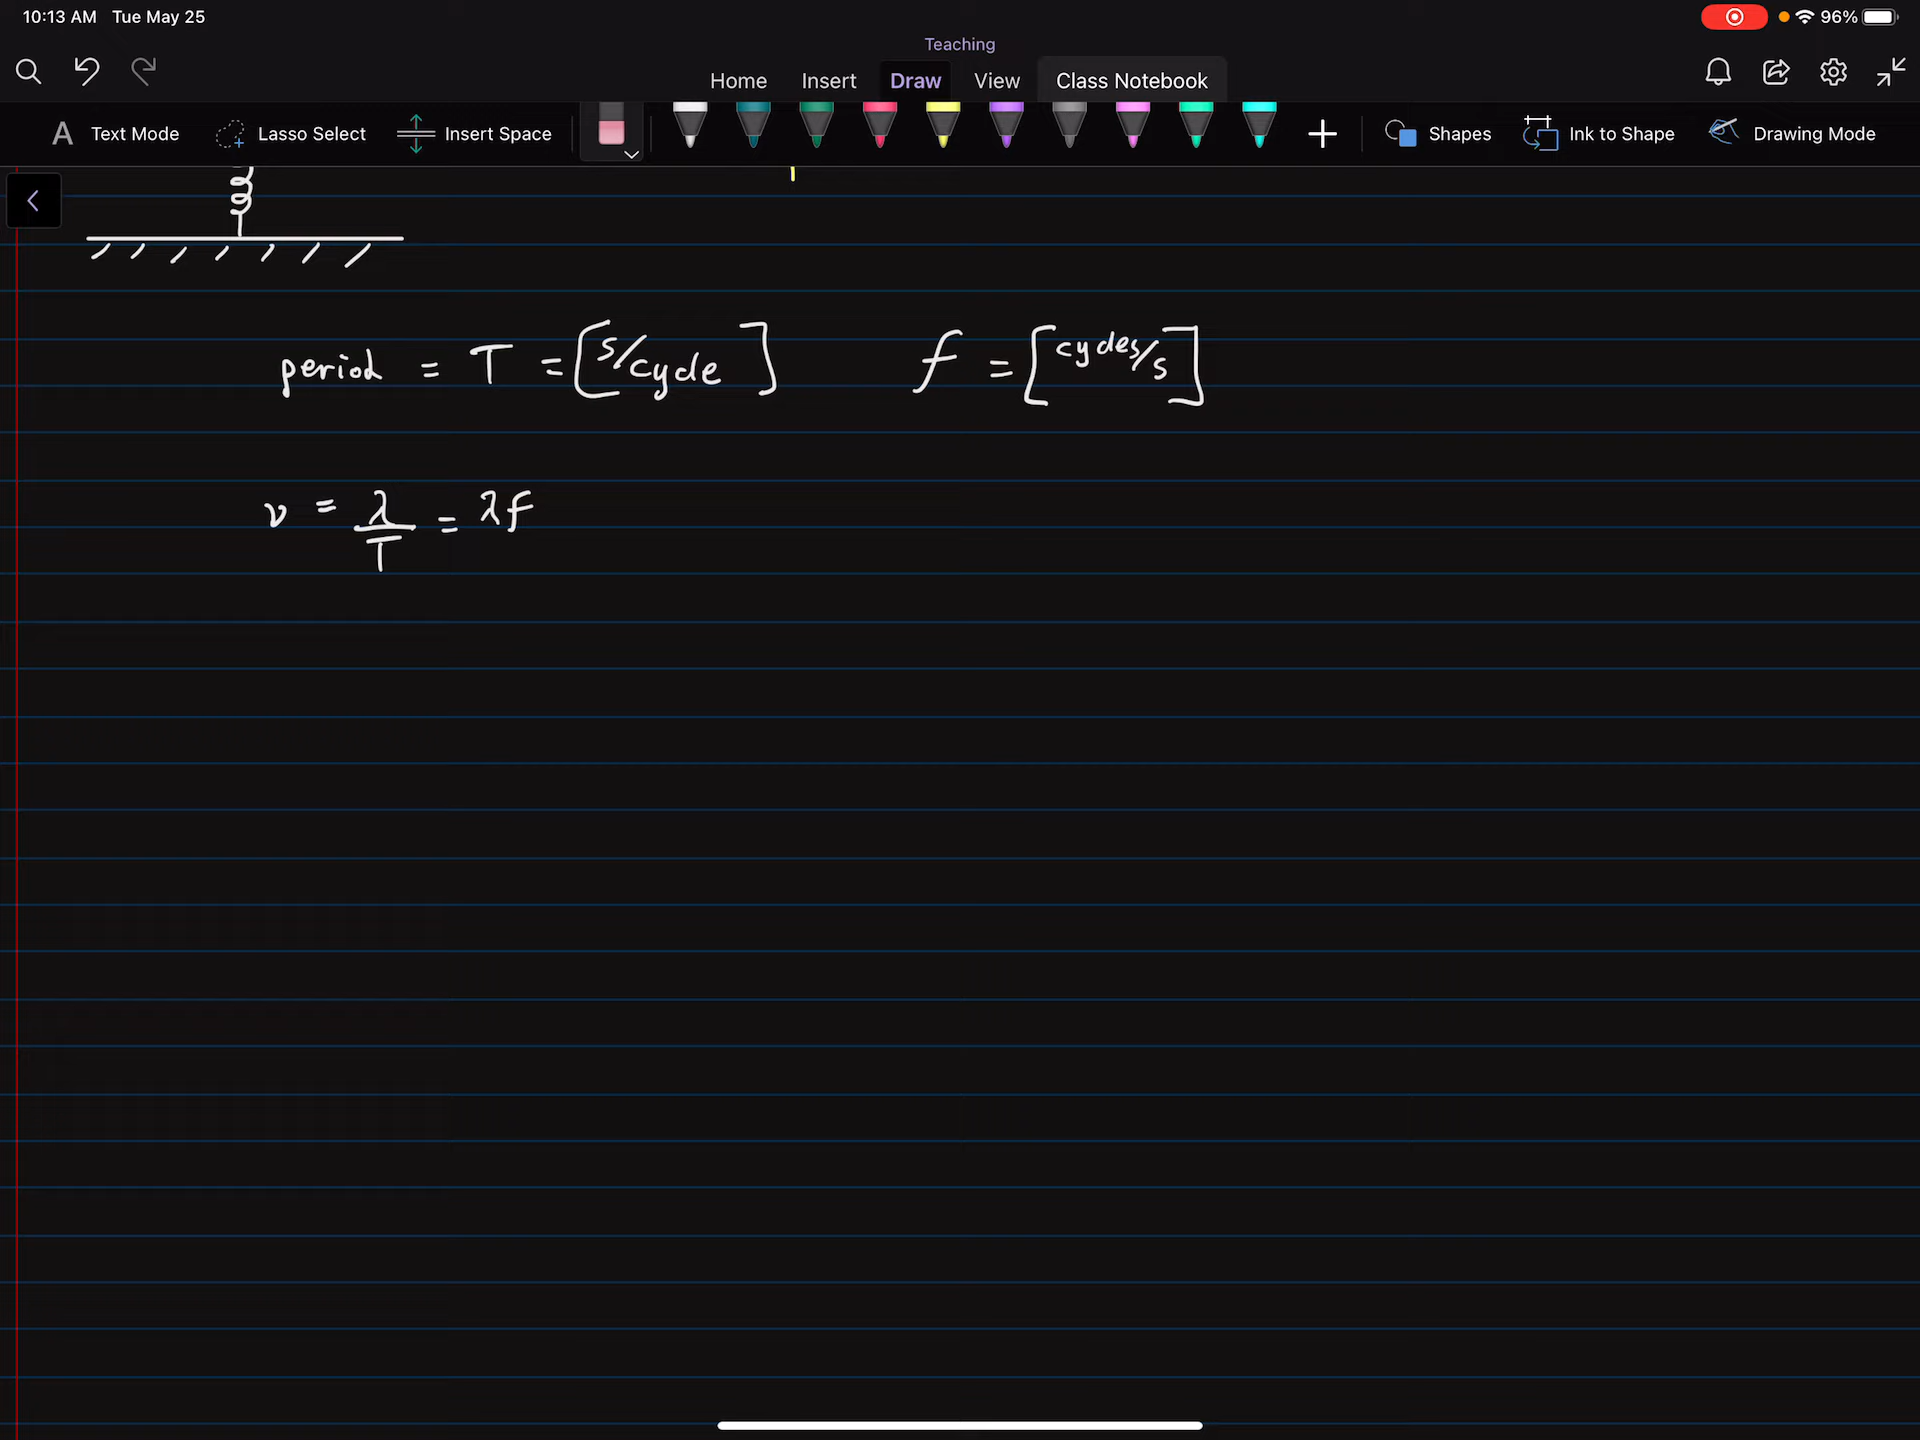 10:13 AM Tue May 25 96%
Teaching
Home Insert Draw View Class Notebook
Text Mode Lasso Select Insert Space Shapes Ink to Shape Drawing Mode
period = T = [s/cycle] f = [cycles/s]
v = λ/T = λf